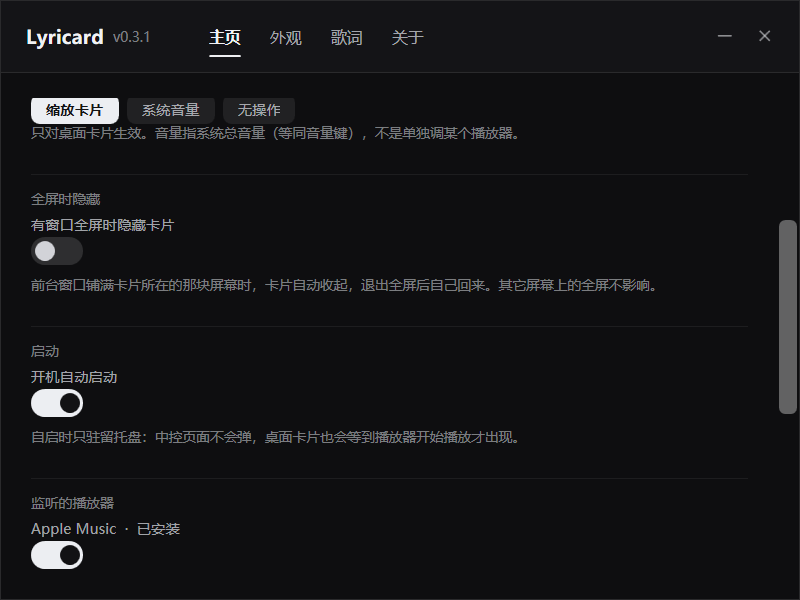 Lyricard v0.3.1 主页 外观 歌词 关于
缩放卡片 系统音量 无操作
只对桌面卡片生效。音量指系统总音量（等同音量键），不是单独调某个播放器。
全屏时隐藏
有窗口全屏时隐藏卡片
前台窗口铺满卡片所在的那块屏幕时，卡片自动收起，退出全屏后自己回来。其它屏幕上的全屏不影响。
启动
开机自动启动
自启时只驻留托盘：中控页面不会弹，桌面卡片也会等到播放器开始播放才出现。
监听的播放器
Apple Music · 已安装